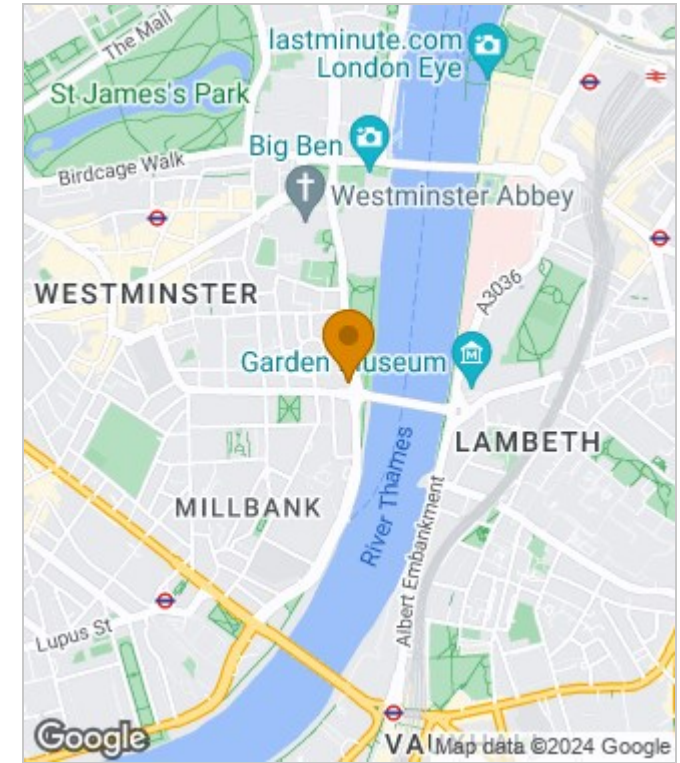 The Mall
lastminute.com
London Eye
St James's Park
Big Ben
Birdcage Walk
Westminster Abbey
WESTMINSTER
A3036
Garden Museum
M
LAMBETH
River Thames
MILLBANK
Albert Embankment
Lupus St
Google
Map data ©2024 Google